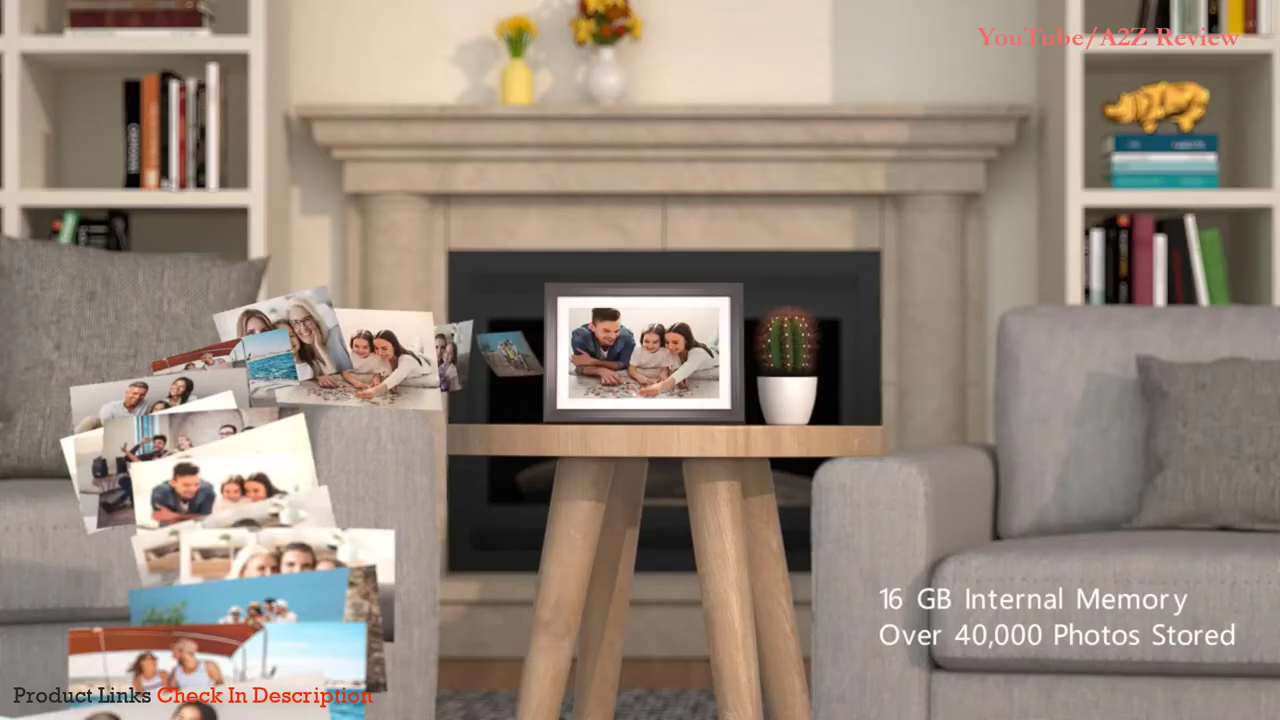 YouTube/A2Z Review
16 GB Internal Memory
Over 40,000 Photos Stored
Product Links Check In Description